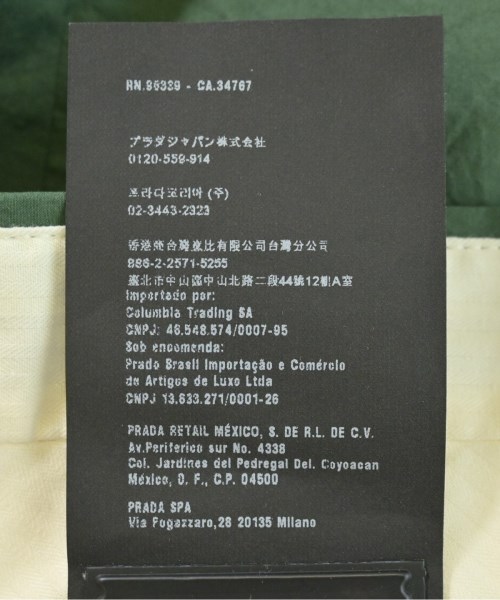 RN.96339 - CA.34767
プラダジャパン株式会社
0120-559-914
프라다코리아 (주)
02-3443-2323
香港商台灣 有限公司台灣分公司
886-2-2571-5255
臺北市中山區中山北路二段44號12樓A室
Importado por:
Columbia Trading SA
CNPJ: 46.548.574/0007-95
Sob encomenda:
Prada Brasil Importação e Comércio
de Artigos de Luxo Ltda
CNPJ 13.633.271/0001-26
PRADA RETAIL MÉXICO, S. DE R.L. DE C.V.
Av.Periferico sur No. 4338
Col. Jardines del Pedregal Del. Coyoacan
México, D. F., C.P. 04500
PRADA SPA
Via Fogazzaro,28 20135 Milano